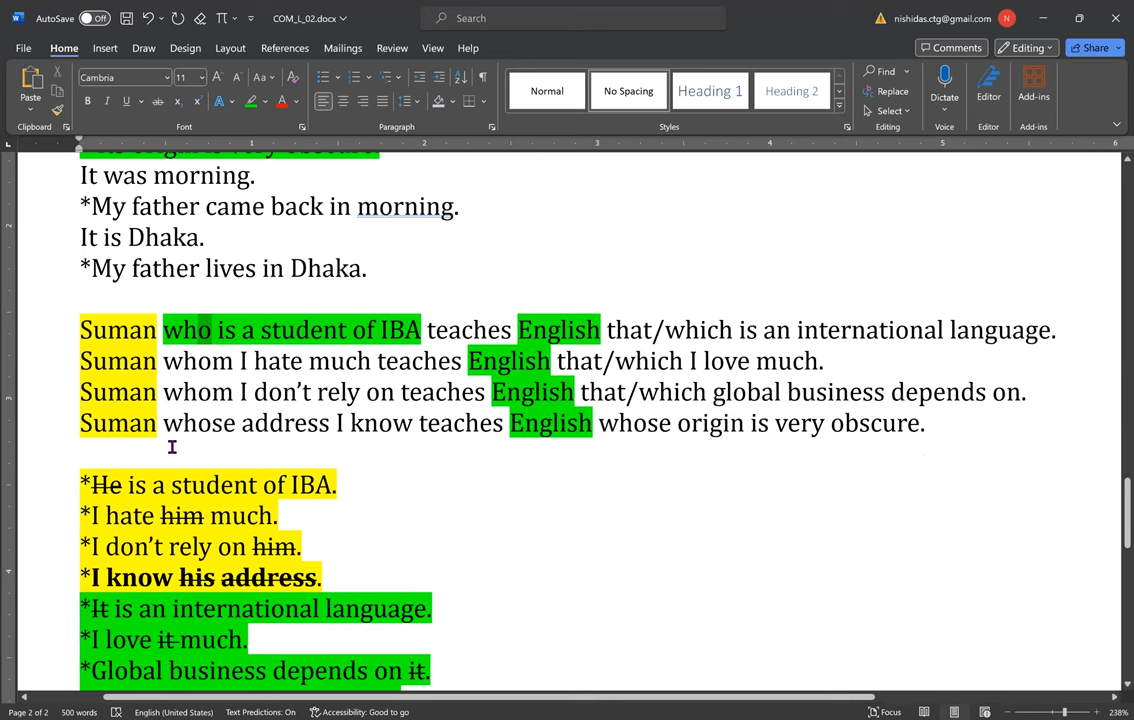 AutoSave Off COM_L_02.docx Search nishidas.ctg@gmail.com N
File Home Insert Draw Design Layout References Mailings Review View Help Comments Editing Share
Paste Cambria 11 Normal No Spacing Heading 1 Heading 2 Find Replace Select Dictate Editor Add-ins
Clipboard Font Paragraph Styles Editing Voice Editor Add-ins
1 2 3 4 5 6
It was morning.
*My father came back in morning.
It is Dhaka.
*My father lives in Dhaka.
Suman who is a student of IBA teaches English that/which is an international language.
Suman whom I hate much teaches English that/which I love much.
Suman whom I don’t rely on teaches English that/which global business depends on.
Suman whose address I know teaches English whose origin is very obscure.
*He is a student of IBA.
*I hate him much.
*I don’t rely on him.
*I know his address.
*It is an international language.
*I love it much.
*Global business depends on it.
Page 2 of 2 500 words English (United States) Text Predictions: On Accessibility: Good to go Focus 238%